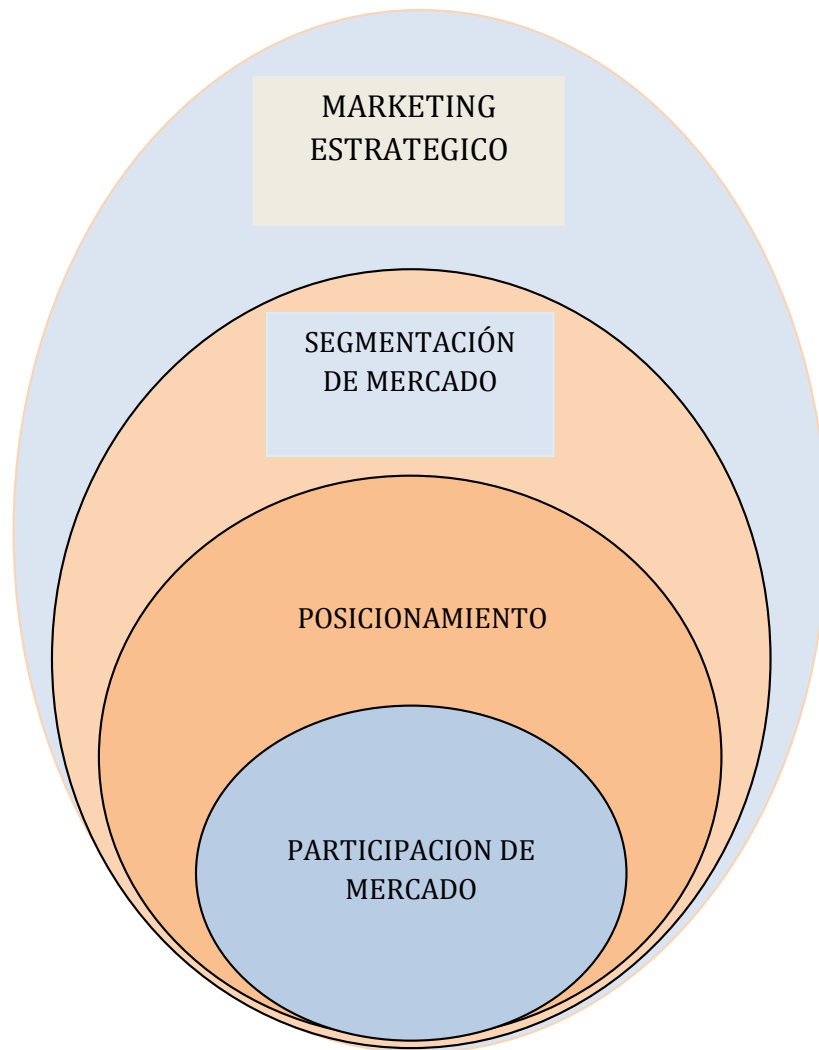 MARKETING
ESTRATEGICO
SEGMENTACIÓN
DE MERCADO
POSICIONAMIENTO
PARTICIPACION DE
MERCADO